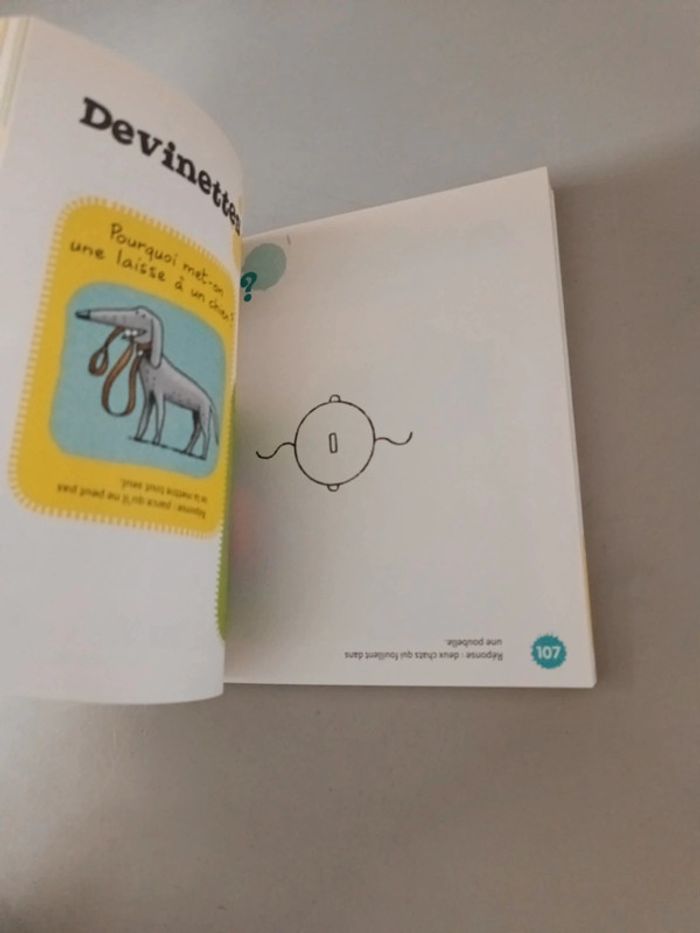 Devinettes
Pourquoi met-on
une laisse à un chien ?
Réponse : parce qu'il ne peut pas
se la mettre tout seul.
?
Réponse : deux chats qui fouillent dans
une poubelle.
107